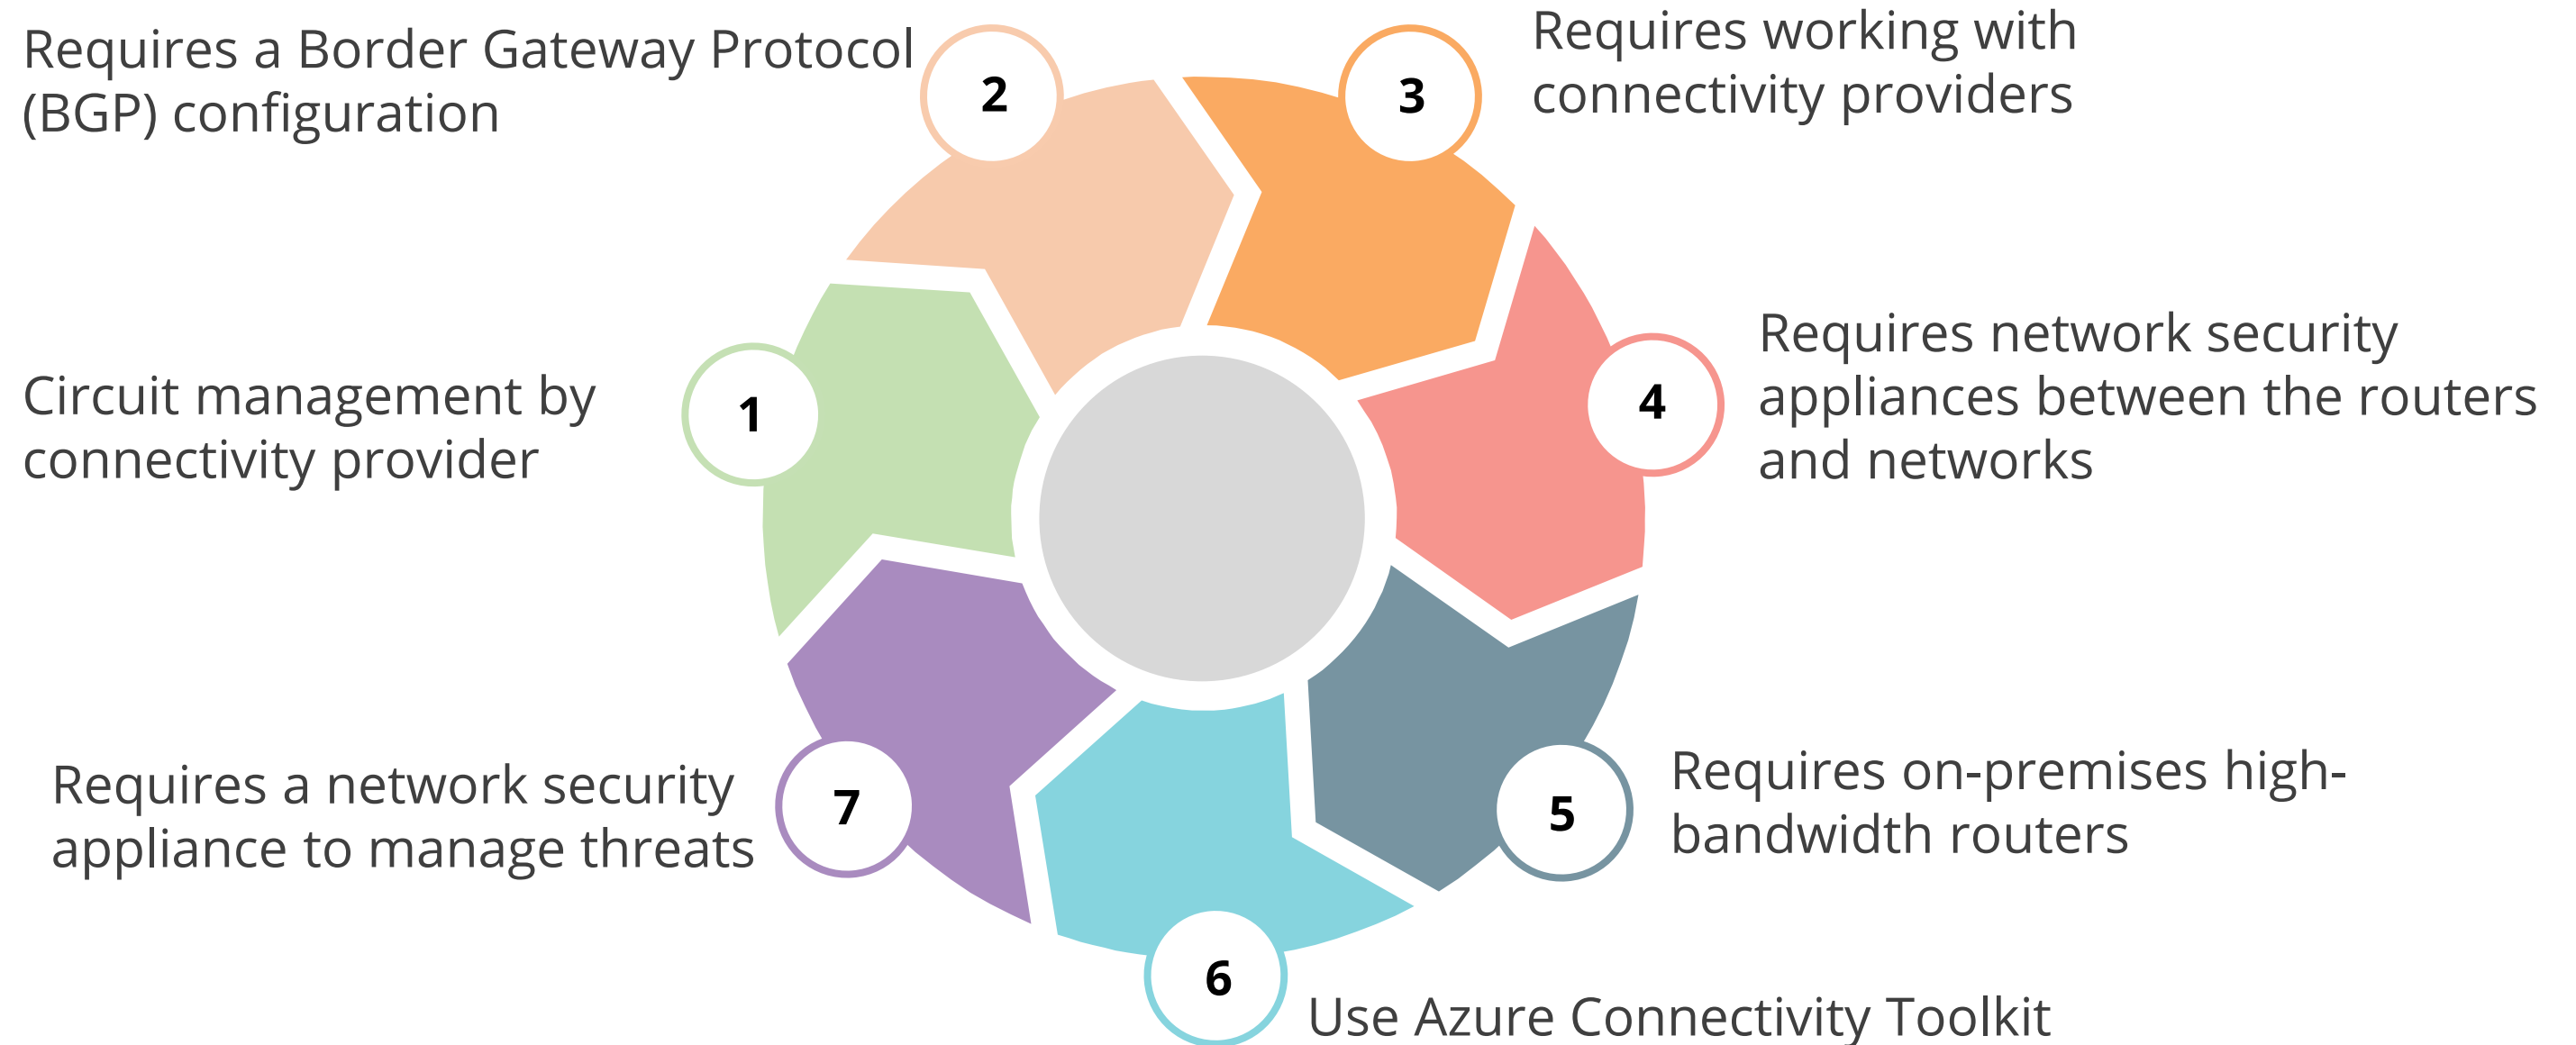 1
Circuit management by
connectivity provider
2
Requires a Border Gateway Protocol
(BGP) configuration
3
Requires working with
connectivity providers
4
Requires network security
appliances between the routers
and networks
5
Requires on-premises high-
bandwidth routers
6
Use Azure Connectivity Toolkit
7
Requires a network security
appliance to manage threats